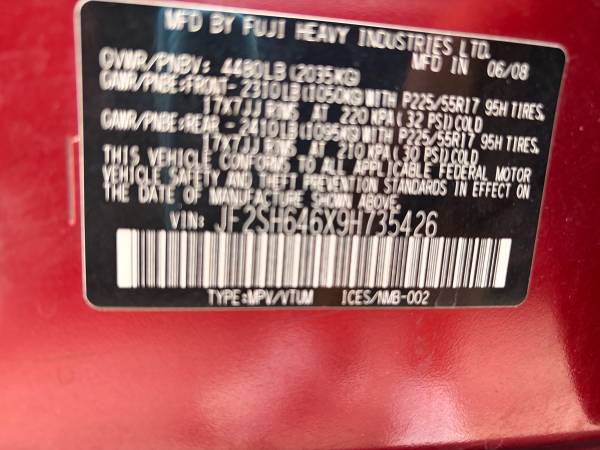 MFD BY FUJI HEAVY INDUSTRIES LTD.
MFD IN 06/08
GVWR/PNBV: 4480LB(2035KG)
GAWR/PNBE:FRONT-2310LB(1050KG)WITH P225/55R17 95H TIRES,
17X7JJ RIMS AT 220 KPA(32 PSI)COLD
GAWR/PNBE:REAR -2410LB(1095KG)WITH P225/55R17 95H TIRES,
17X7JJ RIMS AT 210 KPA(30 PSI)COLD
THIS VEHICLE CONFORMS TO ALL APPLICABLE FEDERAL MOTOR
VEHICLE SAFETY AND THEFT PREVENTION STANDARDS IN EFFECT ON
THE DATE OF MANUFACTURE SHOWN ABOVE.
VIN: JF2SH646X9H735426
TYPE:MPV/VTUM ICES/NMB-002